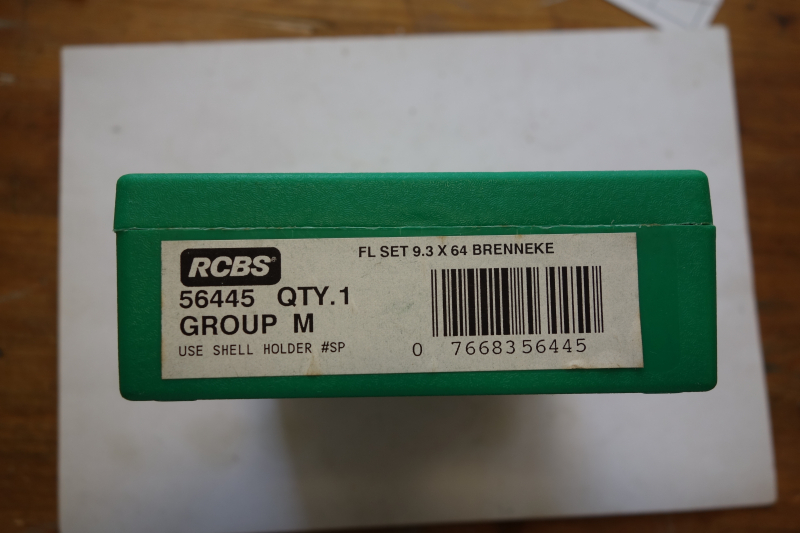 RCBS®
FL SET 9.3 X 64 BRENNEKE
56445 QTY.1
GROUP M
USE SHELL HOLDER #SP
0 7668356445